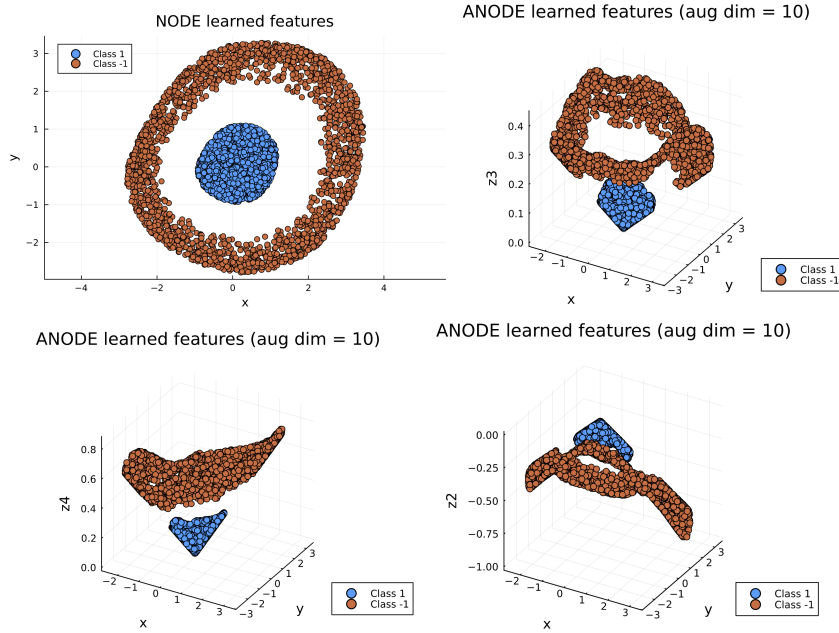 NODE learned features
Class 1
Class -1
3
2
1
0
−1
−2
y
−4
−2
0
2
4
x
ANODE learned features (aug dim = 10)
0.4
0.3
0.2
0.1
0.0
z3
−2
−1
0
1
2
3
x
−3
−2
−1
0
1
2
3
y
Class 1
Class -1
ANODE learned features (aug dim = 10)
0.8
0.6
0.4
0.2
0.0
z4
−2
−1
0
1
2
3
x
−3
−2
−1
0
1
2
3
y
Class 1
Class -1
ANODE learned features (aug dim = 10)
0.00
−0.25
−0.50
−0.75
−1.00
z2
−2
−1
0
1
2
3
x
−3
−2
−1
0
1
2
3
y
Class 1
Class -1